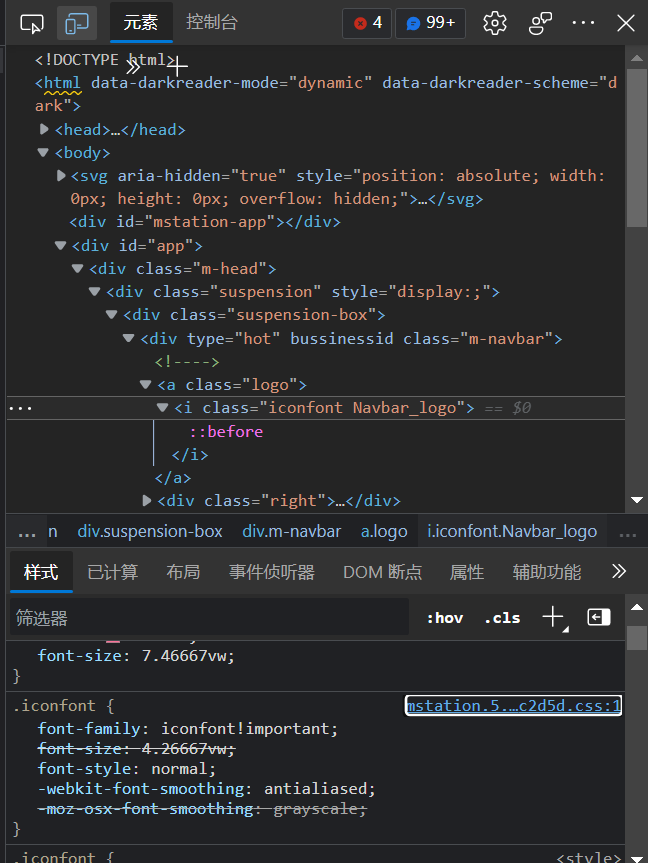 元素 控制台 4 99+
<!DOCTYPE html>
<html data-darkreader-mode="dynamic" data-darkreader-scheme="d
ark">
<head>…</head>
<body>
<svg aria-hidden="true" style="position: absolute; width:
0px; height: 0px; overflow: hidden;">…</svg>
<div id="mstation-app"></div>
<div id="app">
<div class="m-head">
<div class="suspension" style="display:;">
<div class="suspension-box">
<div type="hot" bussinessid class="m-navbar">
<!---->
<a class="logo">
<i class="iconfont Navbar_logo"> == $0
::before
</i>
</a>
<div class="right">…</div>
… n div.suspension-box div.m-navbar a.logo i.iconfont.Navbar_logo …
样式 已计算 布局 事件侦听器 DOM 断点 属性 辅助功能
筛选器 :hov .cls
font-size: 7.46667vw;
}
.iconfont { mstation.5.…c2d5d.css:1
font-family: iconfont!important;
font-size: 4.26667vw;
font-style: normal;
-webkit-font-smoothing: antialiased;
-moz-osx-font-smoothing: grayscale;
}
.iconfont { <style>